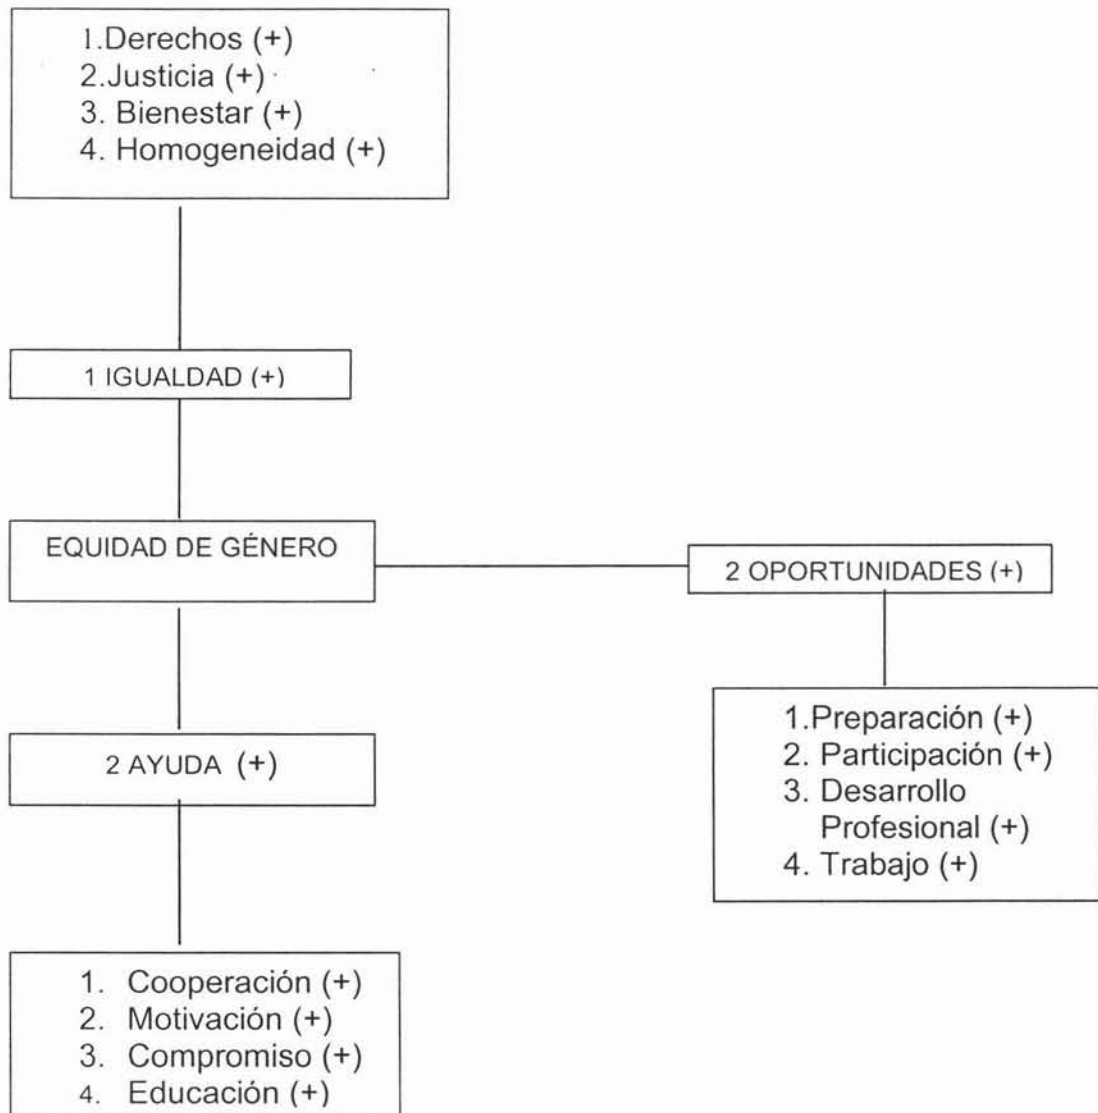 1.Derechos (+)
2.Justicia (+)
3. Bienestar (+)
4. Homogeneidad (+)
1 IGUALDAD (+)
EQUIDAD DE GÉNERO
2 OPORTUNIDADES (+)
1.Preparación (+)
2. Participación (+)
3. Desarrollo
Profesional (+)
4. Trabajo (+)
2 AYUDA (+)
1. Cooperación (+)
2. Motivación (+)
3. Compromiso (+)
4. Educación (+)